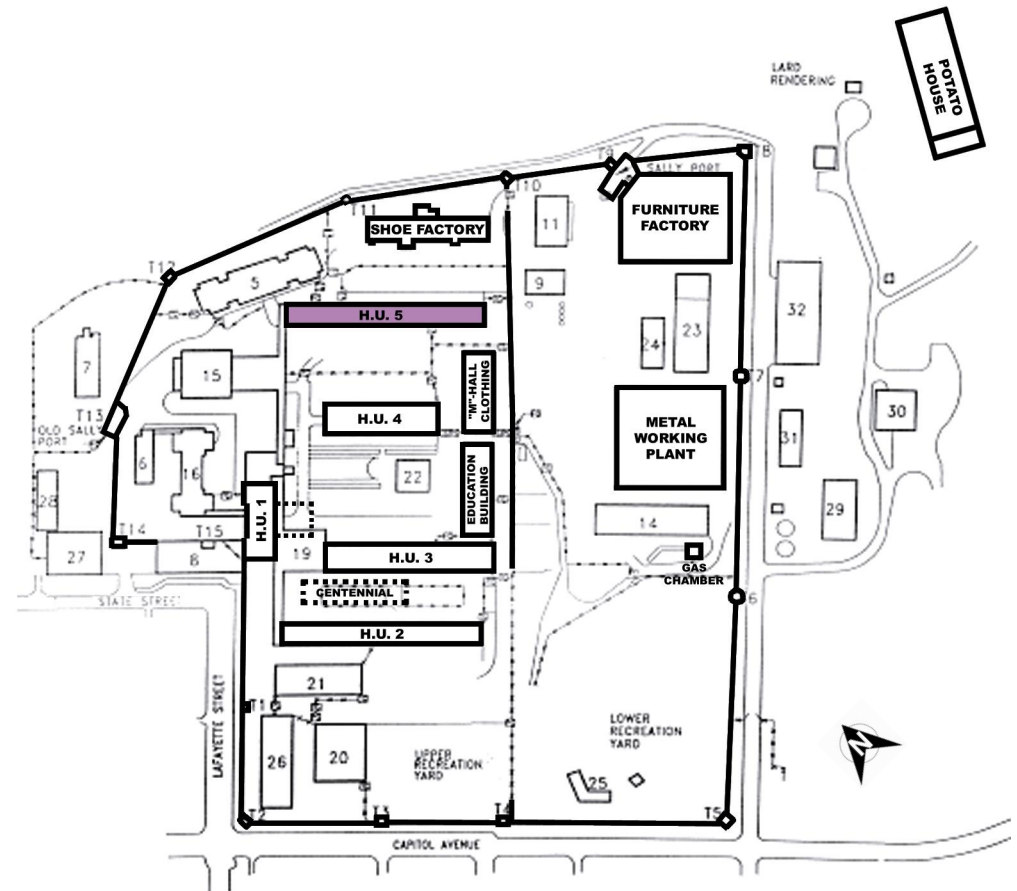 LARD
RENDERING
POTATO
HOUSE
T8
T9
SALLY PORT
T10
T11
FURNITURE
FACTORY
SHOE FACTORY
11
T12
5
9
32
H.U. 5
23
24
7
15
"M"-HALL
CLOTHING
T7
T13
OLD SALLY
PORT
H.U. 4
METAL
WORKING
PLANT
30
31
6
16
22
EDUCATION
BUILDING
28
29
H.U. 1
14
T14
T15
27
8
19
H.U. 3
GAS
CHAMBER
CENTENNIAL
6
STATE STREET
H.U. 2
21
LAFAYETTE STREET
T1
LOWER
RECREATION
YARD
26
20
UPPER
RECREATION
YARD
N
25
T2
T3
T4
T5
CAPITOL AVENUE